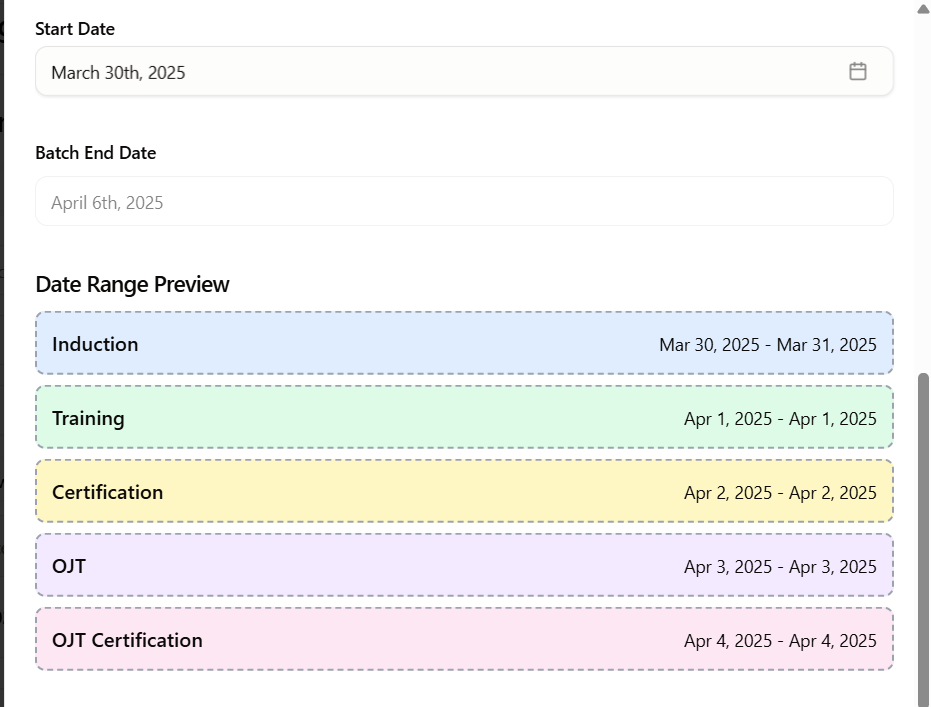 Start Date
March 30th, 2025
Batch End Date
April 6th, 2025
Date Range Preview
Induction Mar 30, 2025 - Mar 31, 2025
Training Apr 1, 2025 - Apr 1, 2025
Certification Apr 2, 2025 - Apr 2, 2025
OJT Apr 3, 2025 - Apr 3, 2025
OJT Certification Apr 4, 2025 - Apr 4, 2025